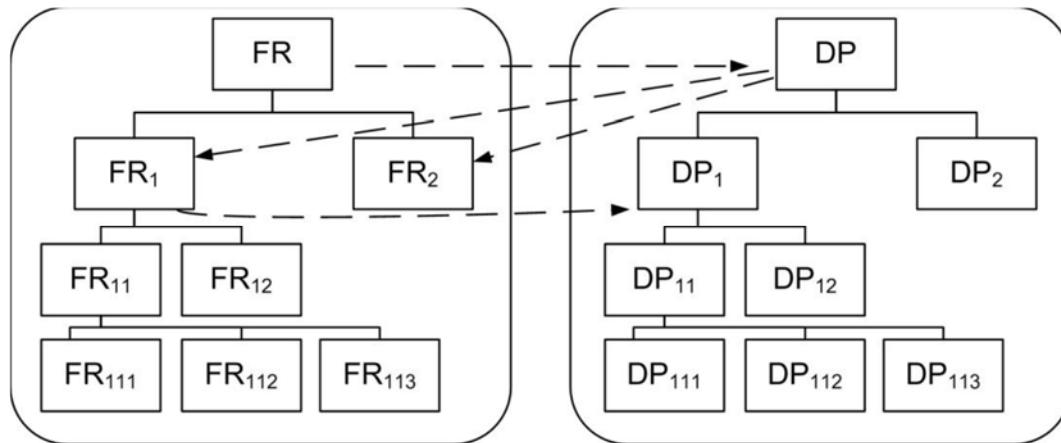 FR
DP
FR₁
FR₂
DP₁
DP₂
FR₁₁
FR₁₂
DP₁₁
DP₁₂
FR₁₁₁
FR₁₁₂
FR₁₁₃
DP₁₁₁
DP₁₁₂
DP₁₁₃